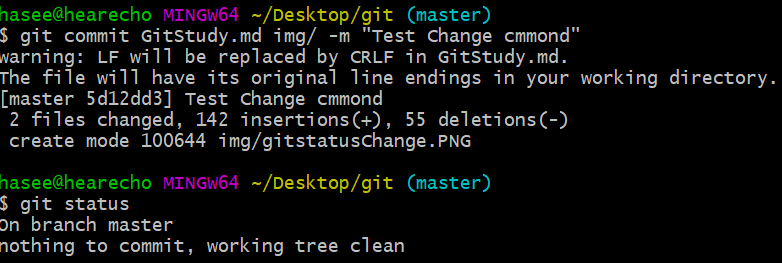 hasee@hearecho MINGW64 ~/Desktop/git (master)
$ git commit GitStudy.md img/ -m "Test Change cmmond"
warning: LF will be replaced by CRLF in GitStudy.md.
The file will have its original line endings in your working directory.
[master 5d12dd3] Test Change cmmond
 2 files changed, 142 insertions(+), 55 deletions(-)
 create mode 100644 img/gitstatusChange.PNG

hasee@hearecho MINGW64 ~/Desktop/git (master)
$ git status
On branch master
nothing to commit, working tree clean